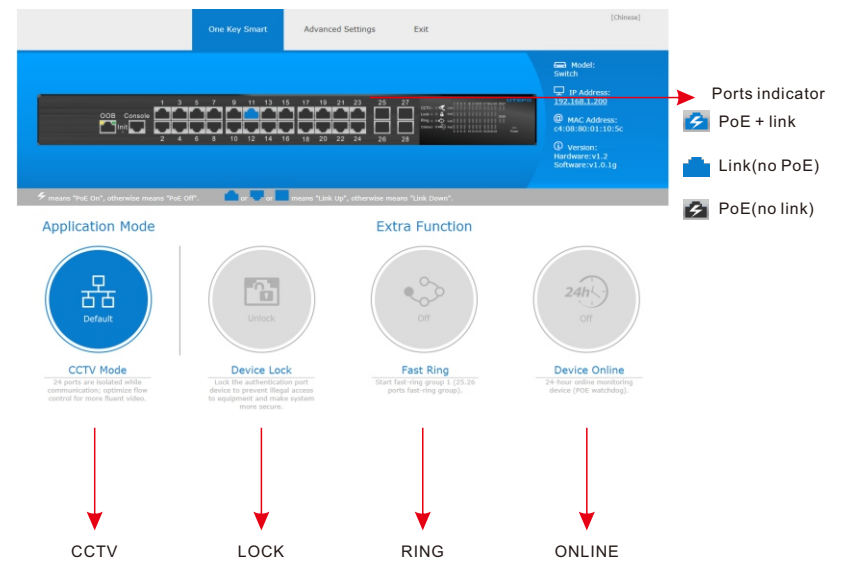 [Chinese]
One Key Smart
Advanced Settings
Exit
Model:
Switch
IP Address:
192.168.1.200
MAC Address:
c4:08:80:01:10:5c
Version:
Hardware:v1.2
Software:v1.0.1g
1 3 5 7 9 11 13 15 17 19 21 23 25 27
OOB Console
Init
2 4 6 8 10 12 14 16 18 20 22 24 26 28
Ports indicator
PoE + link
Link(no PoE)
PoE(no link)
means "PoE On", otherwise means "PoE Off".
or or means "Link Up", otherwise means "Link Down".
Application Mode
Extra Function
Default
Unlock
Off
24h
Off
CCTV Mode
24 ports are isolated while
communication; optimize flow
control for more fluent video.
Device Lock
Lock the authentication port
device to prevent illegal access
to equipment and make system
more secure.
Fast Ring
Start fast-ring group 1 (25.26
ports fast-ring group).
Device Online
24-hour online monitoring
device (POE watchdog).
CCTV
LOCK
RING
ONLINE